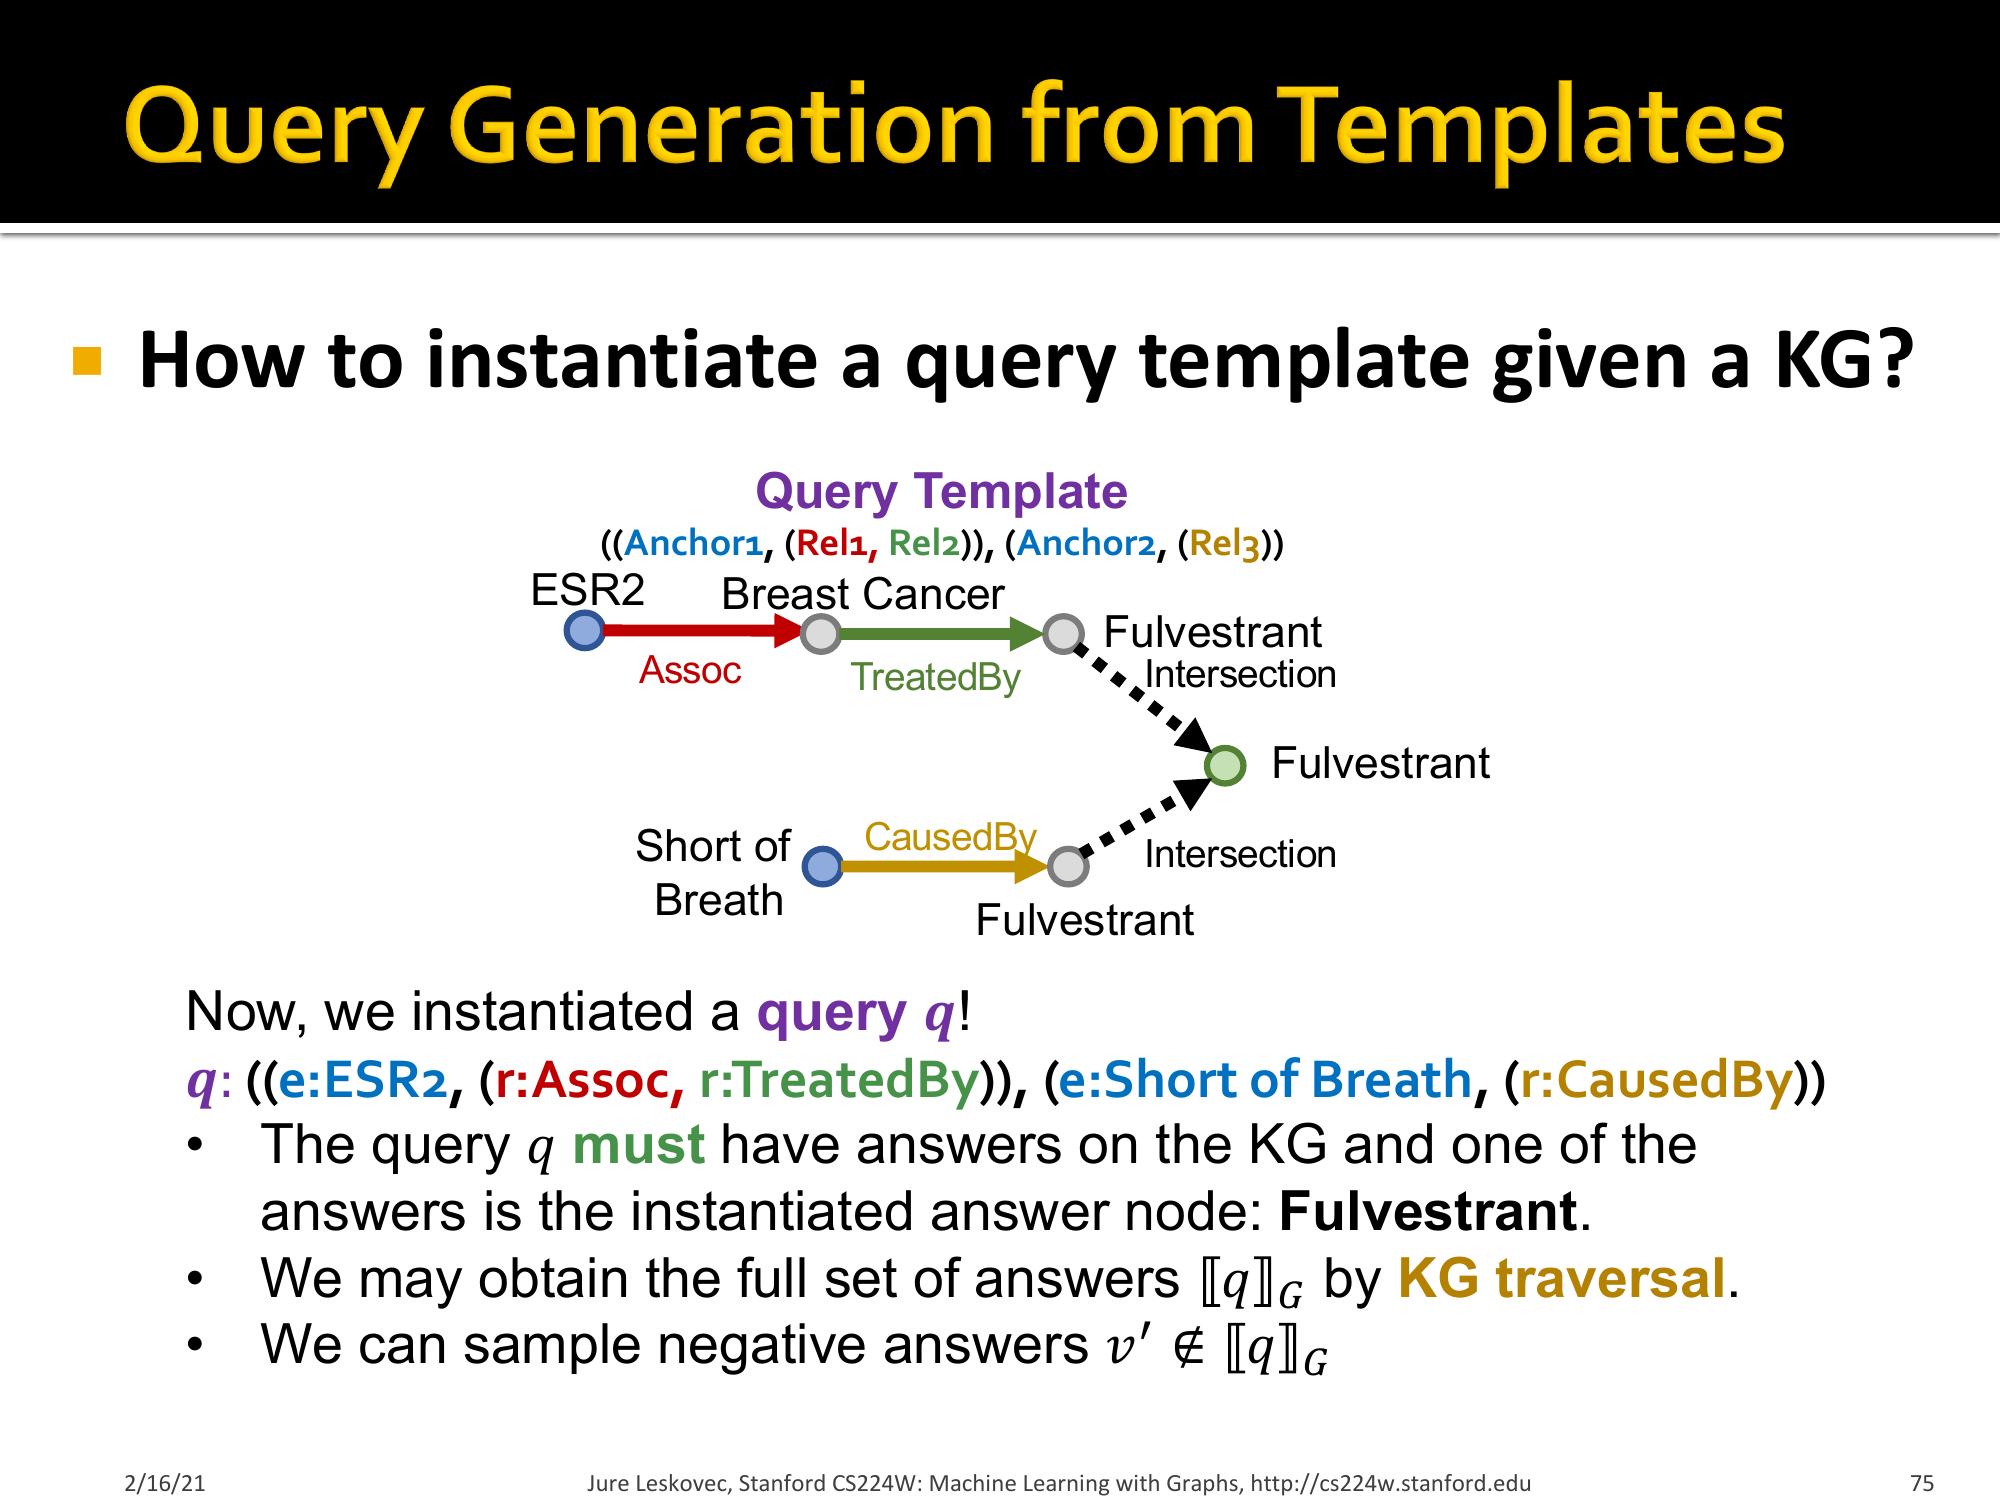 Query Generation from Templates
How to instantiate a query template given a KG?
Query Template
((Anchor1, (Rel1, Rel2)), (Anchor2, (Rel3))
ESR2
Breast Cancer
Fulvestrant
Assoc
TreatedBy
Intersection
Fulvestrant
Short of
Breath
CausedBy
Intersection
Fulvestrant
Now, we instantiated a query q!
q: ((e:ESR2, (r:Assoc, r:TreatedBy)), (e:Short of Breath, (r:CausedBy))
• The query q must have answers on the KG and one of the
answers is the instantiated answer node: Fulvestrant.
• We may obtain the full set of answers ⟦q⟧G by KG traversal.
• We can sample negative answers v′ ∉ ⟦q⟧G
2/16/21
Jure Leskovec, Stanford CS224W: Machine Learning with Graphs, http://cs224w.stanford.edu
75